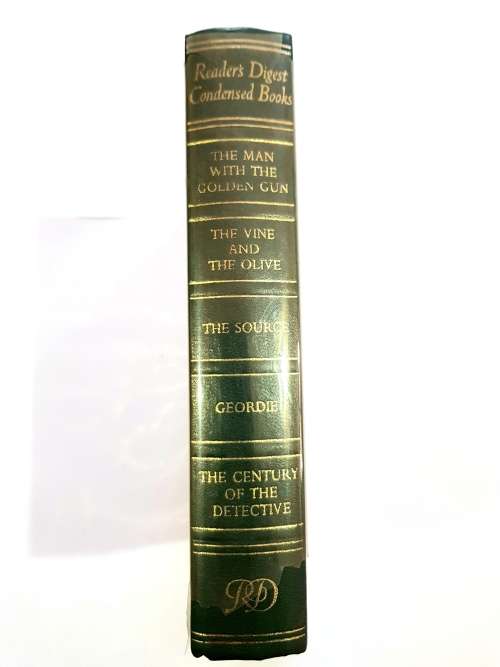 Reader's Digest
Condensed Books
THE MAN
WITH THE
GOLDEN GUN
THE VINE
AND
THE OLIVE
THE SOURCE
GEORDIE
THE CENTURY
OF THE
DETECTIVE
RD